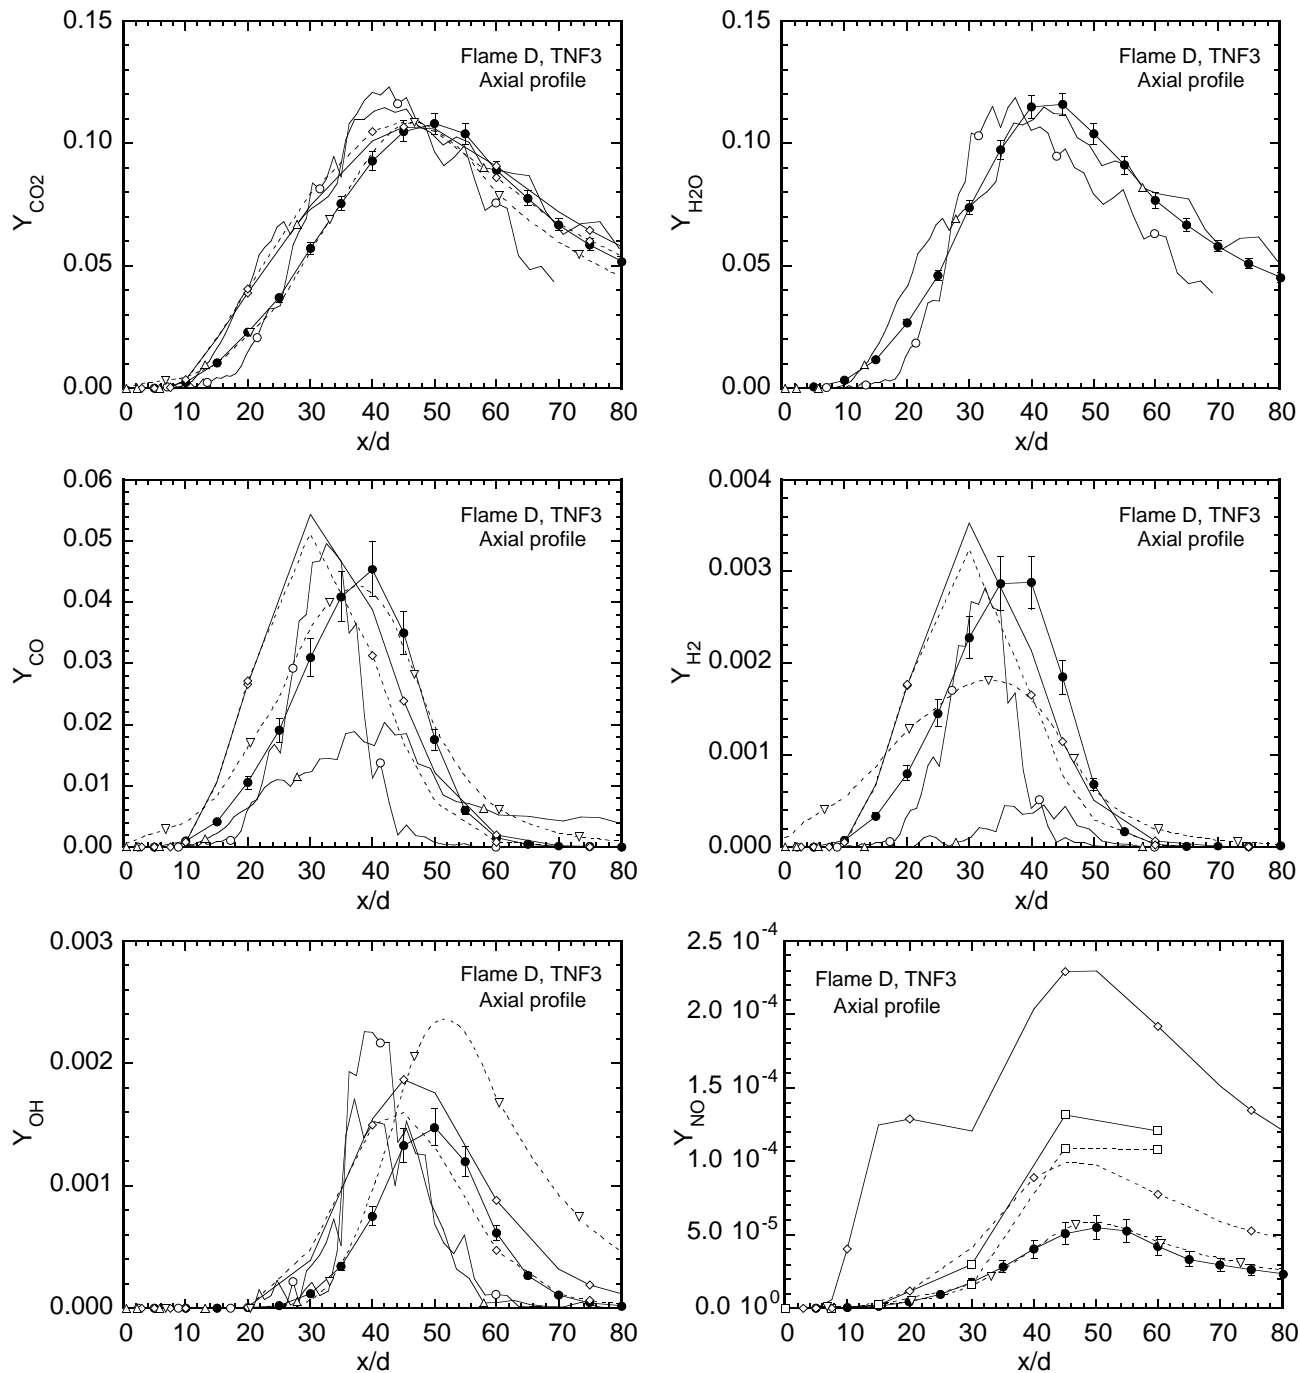 0.15
0.10
0.05
0.00
Y CO2
Flame D, TNF3
Axial profile
0 10 20 30 40 50 60 70 80
x/d
0.15
0.10
0.05
0.00
Y H2O
Flame D, TNF3
Axial profile
0 10 20 30 40 50 60 70 80
x/d
0.06
0.05
0.04
0.03
0.02
0.01
0.00
Y CO
Flame D, TNF3
Axial profile
0 10 20 30 40 50 60 70 80
x/d
0.004
0.003
0.002
0.001
0.000
Y H2
Flame D, TNF3
Axial profile
0 10 20 30 40 50 60 70 80
x/d
0.003
0.002
0.001
0.000
Y OH
Flame D, TNF3
Axial profile
0 10 20 30 40 50 60 70 80
x/d
2.5 10^-4
2.0 10^-4
1.5 10^-4
1.0 10^-4
5.0 10^-5
0.0 10^0
Y NO
Flame D, TNF3
Axial profile
0 10 20 30 40 50 60 70 80
x/d